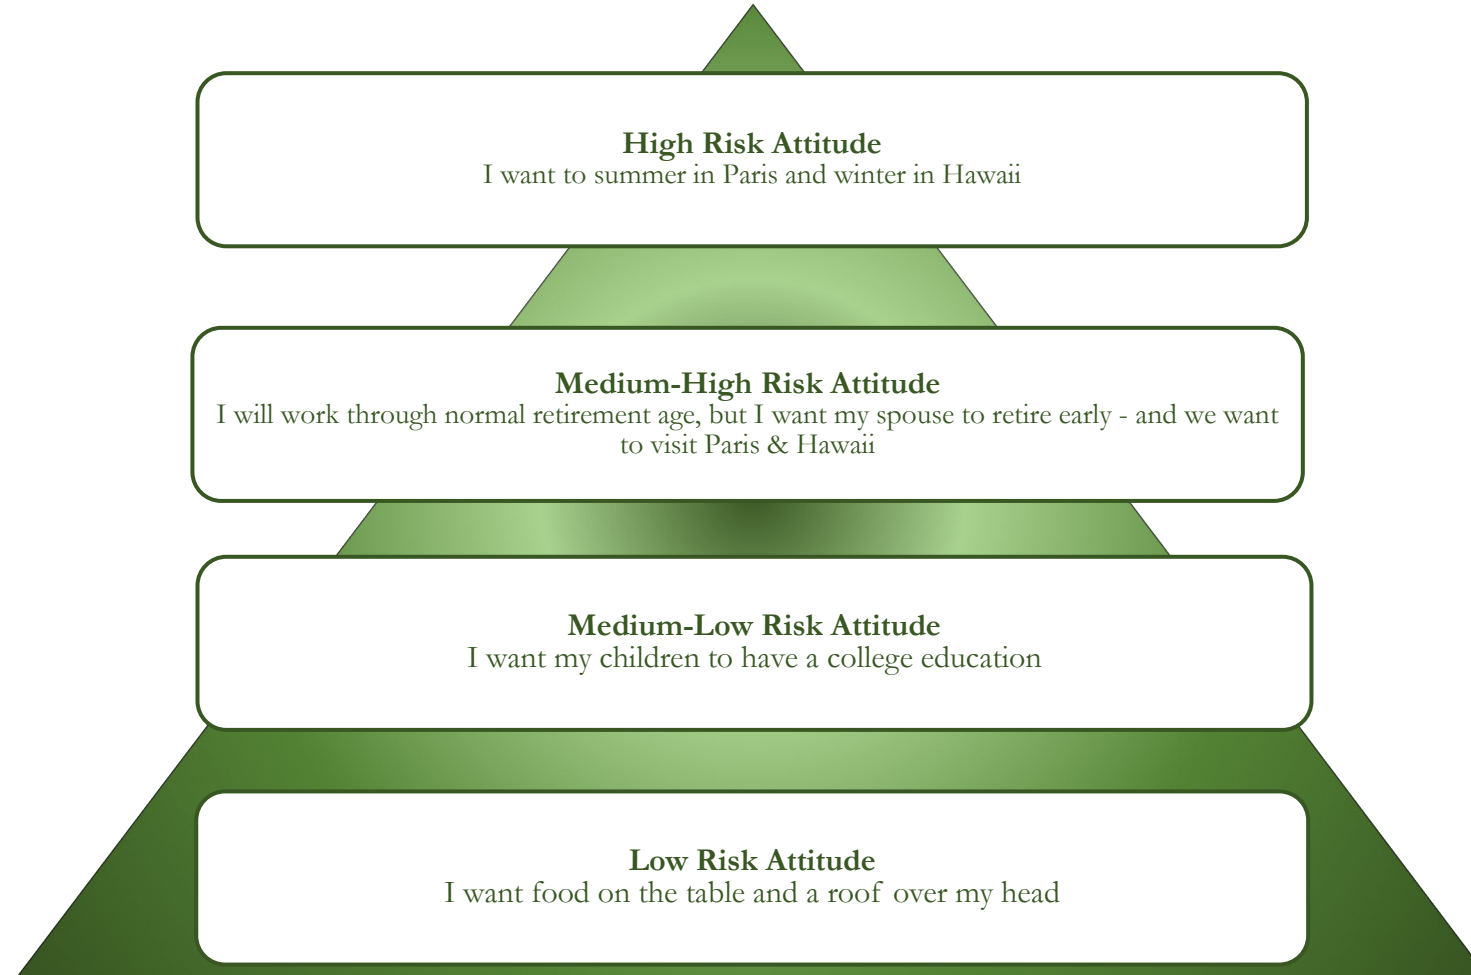 High Risk Attitude
I want to summer in Paris and winter in Hawaii
Medium-High Risk Attitude
I will work through normal retirement age, but I want my spouse to retire early - and we want
to visit Paris & Hawaii
Medium-Low Risk Attitude
I want my children to have a college education
Low Risk Attitude
I want food on the table and a roof over my head